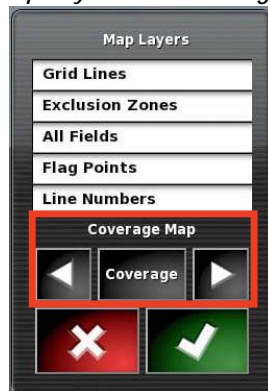 Map Layers
Grid Lines
Exclusion Zones
All Fields
Flag Points
Line Numbers
Coverage Map
Coverage